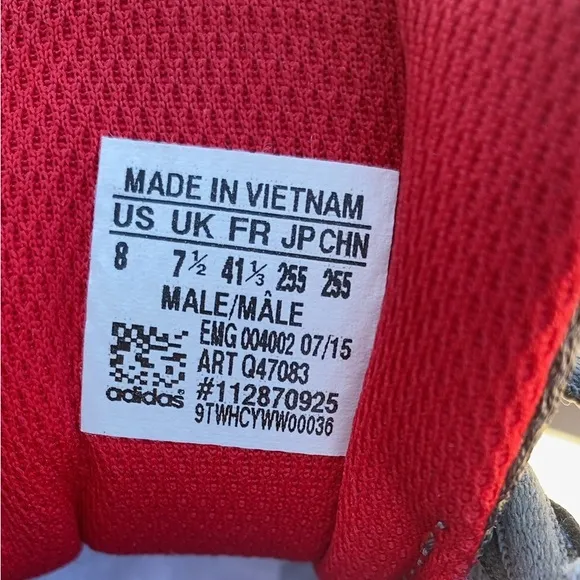 MADE IN VIETNAM
US UK FR JP CHN
8 7½ 41⅓ 255 255
MALE/MÂLE
EMG 004002 07/15
ART Q47083
#112870925
adidas® 9TWHCYWW00036